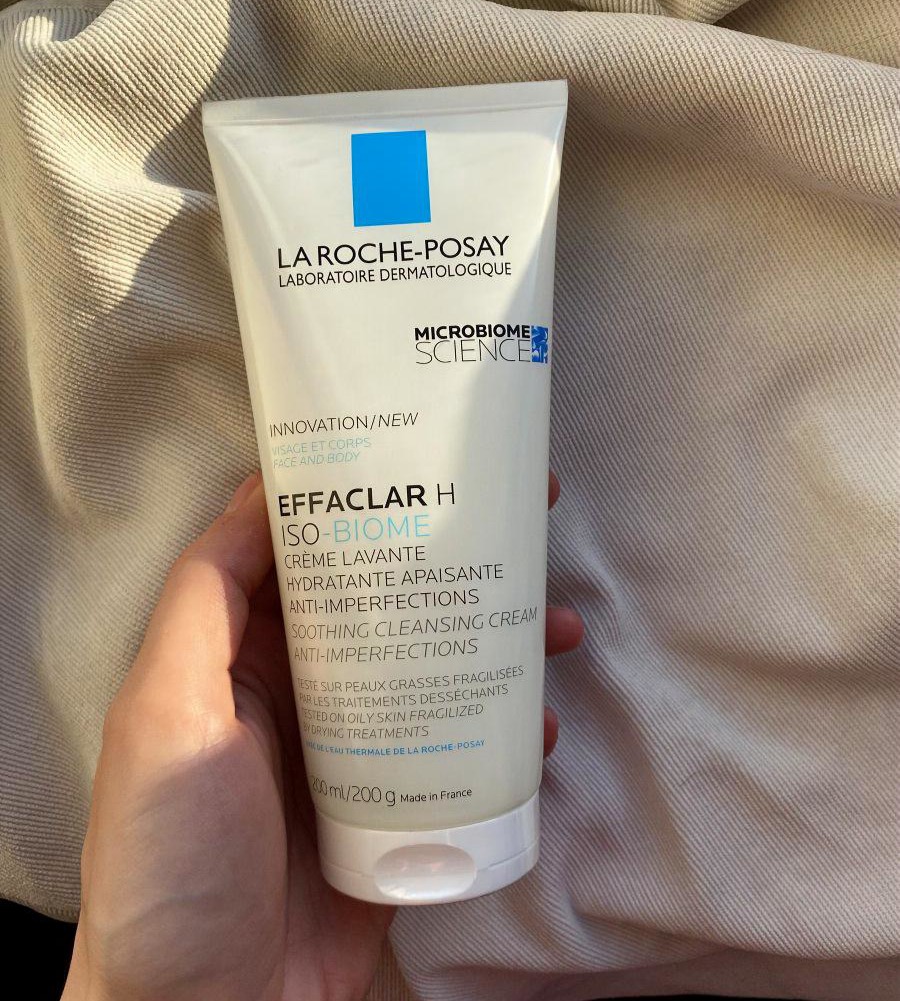 LA ROCHE-POSAY
LABORATOIRE DERMATOLOGIQUE
MICROBIOME
SCIENCE
INNOVATION/NEW
VISAGE ET CORPS
FACE AND BODY
EFFACLAR H
ISO-BIOME
CRÈME LAVANTE
HYDRATANTE APAISANTE
ANTI-IMPERFECTIONS
SOOTHING CLEANSING CREAM
ANTI-IMPERFECTIONS
TESTÉ SUR PEAUX GRASSES FRAGILISÉES
PAR LES TRAITEMENTS DESSÉCHANTS
TESTED ON OILY SKIN FRAGILIZED
BY DRYING TREATMENTS
DE L'EAU THERMALE DE LA ROCHE-POSAY
200 mL/200 g Made in France